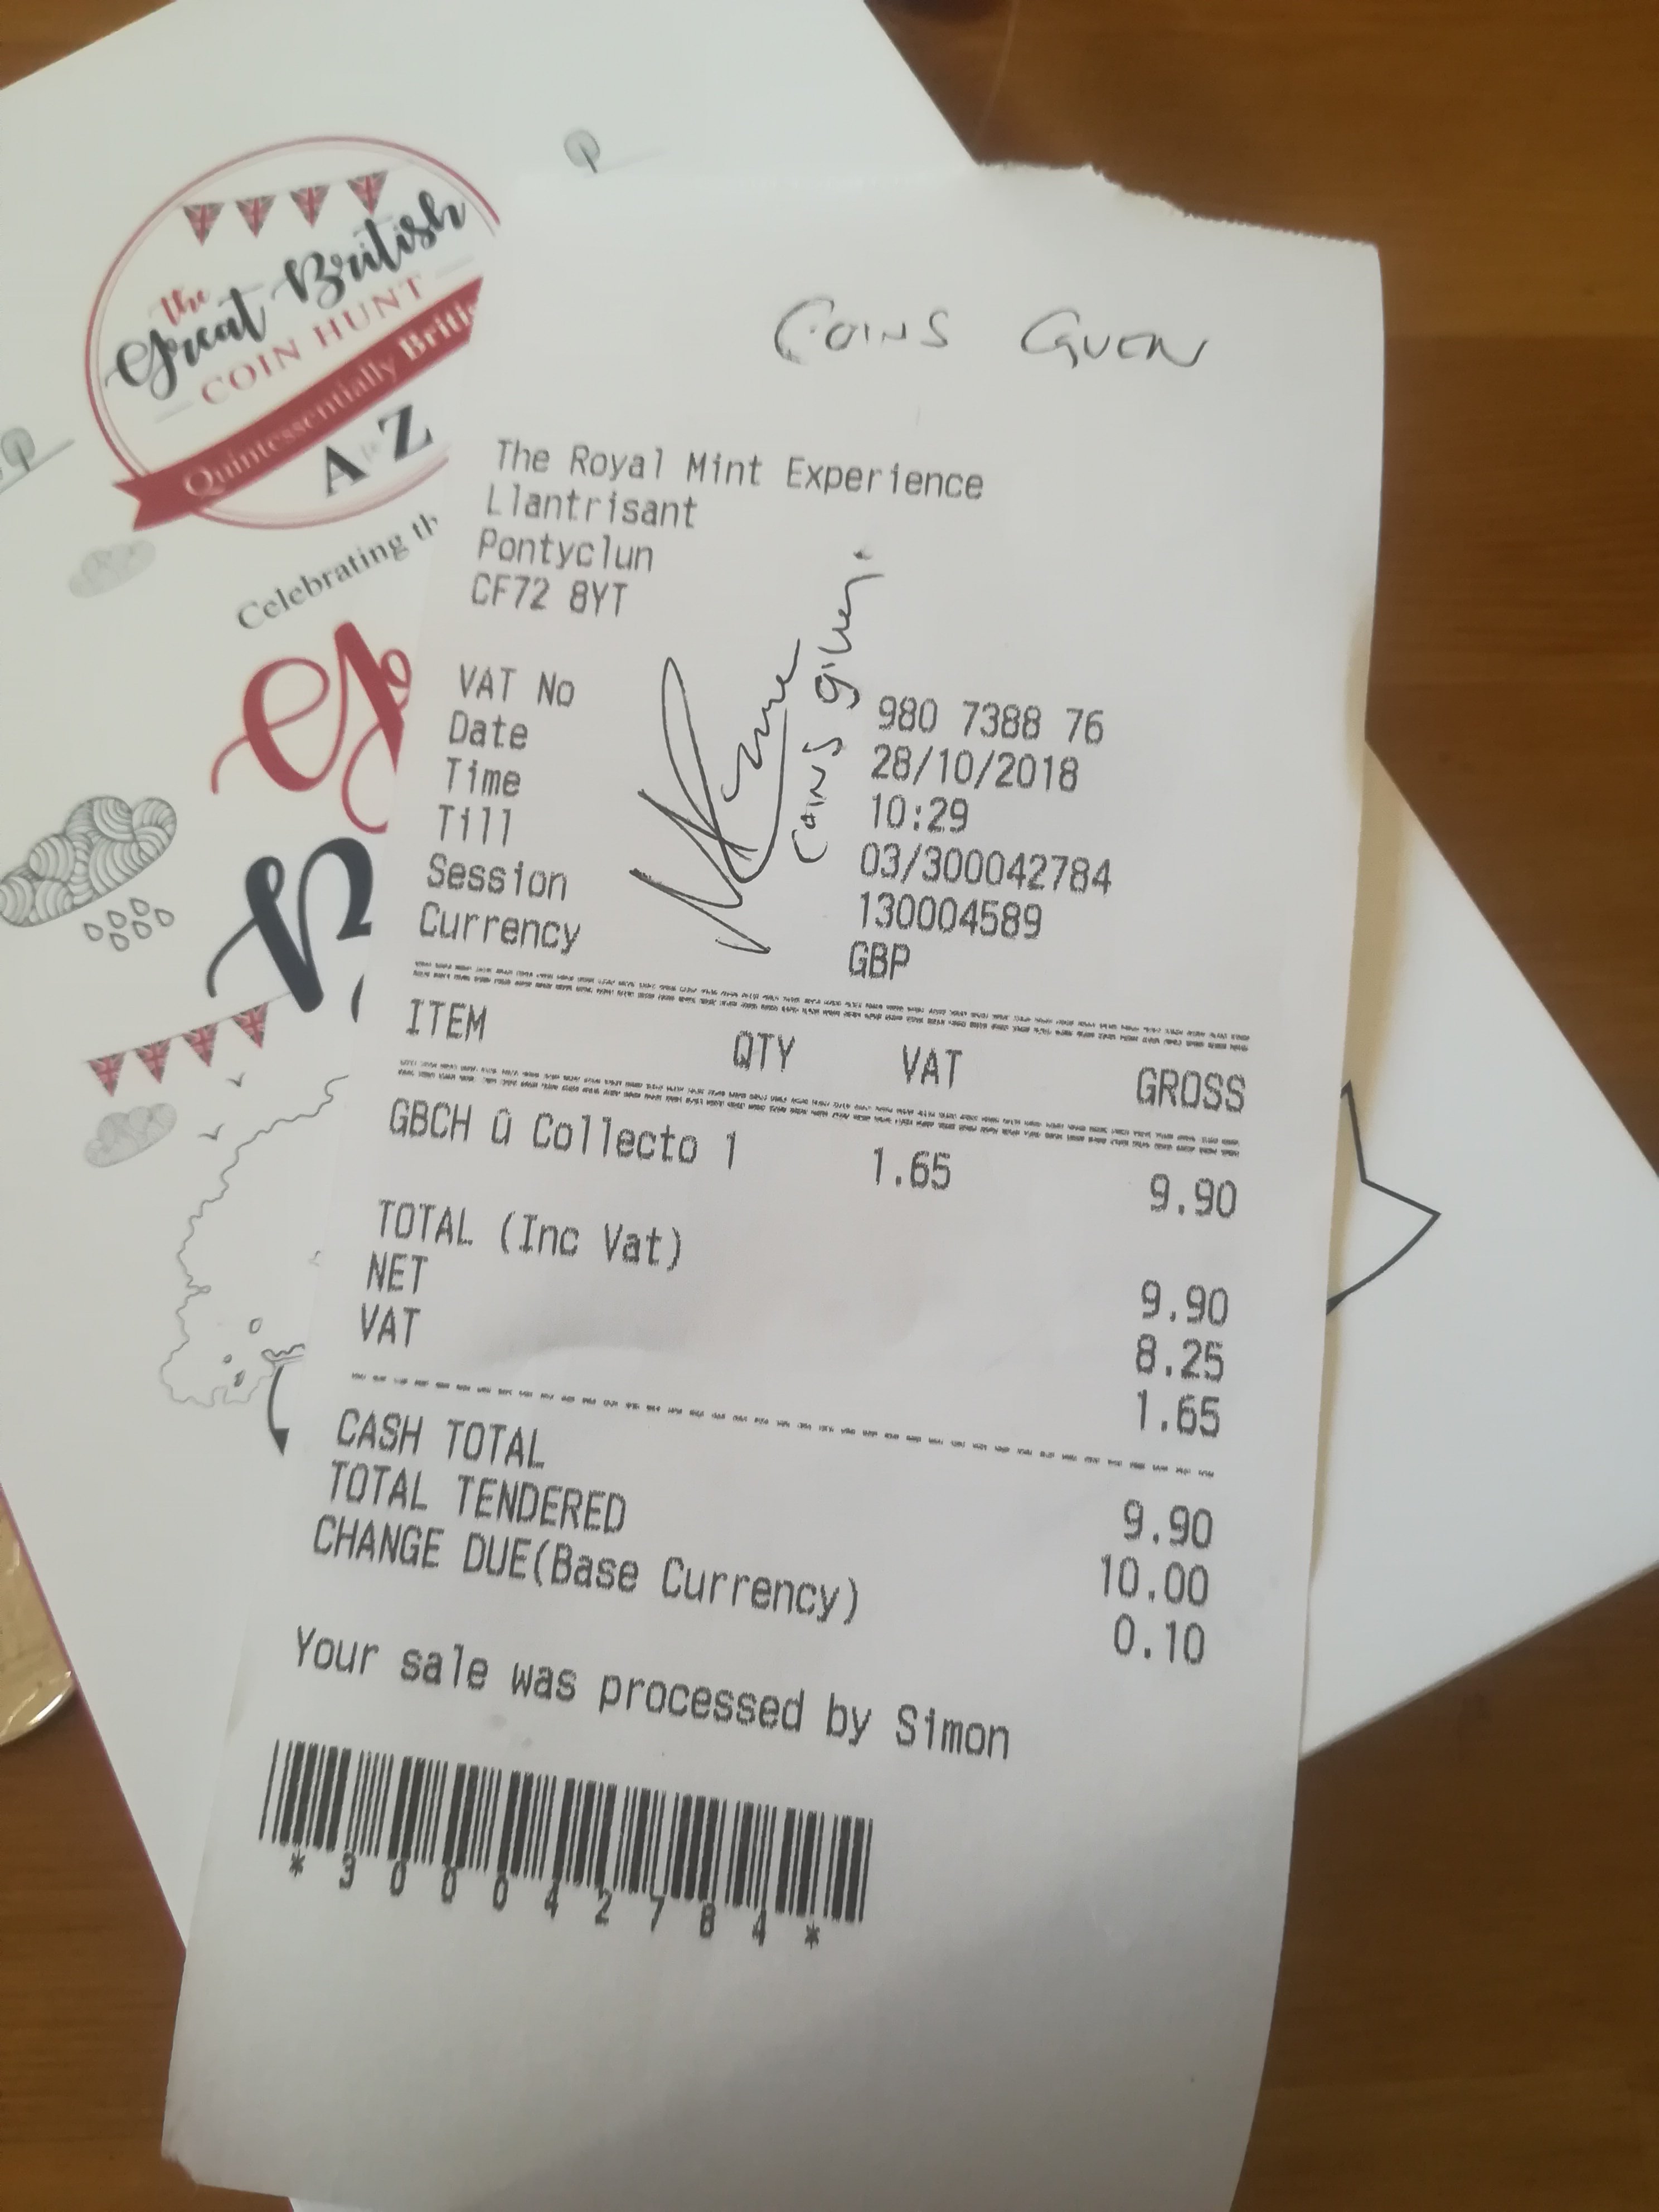 the
Great British
COIN HUNT
Quintessentially Briti
A to Z
Celebrating th
COINS GIVEN
The Royal Mint Experience
Llantrisant
Pontyclun
CF72 8YT
coins given
VAT No 980 7388 76
Date 28/10/2018
Time 10:29
Till 03/300042784
Session 130004589
Currency GBP
ITEM QTY VAT GROSS
GBCH û Collecto 1 1.65 9.90
TOTAL (Inc Vat) 9.90
NET 8.25
VAT 1.65
CASH TOTAL 9.90
TOTAL TENDERED 10.00
CHANGE DUE(Base Currency) 0.10
Your sale was processed by Simon
*300042784*